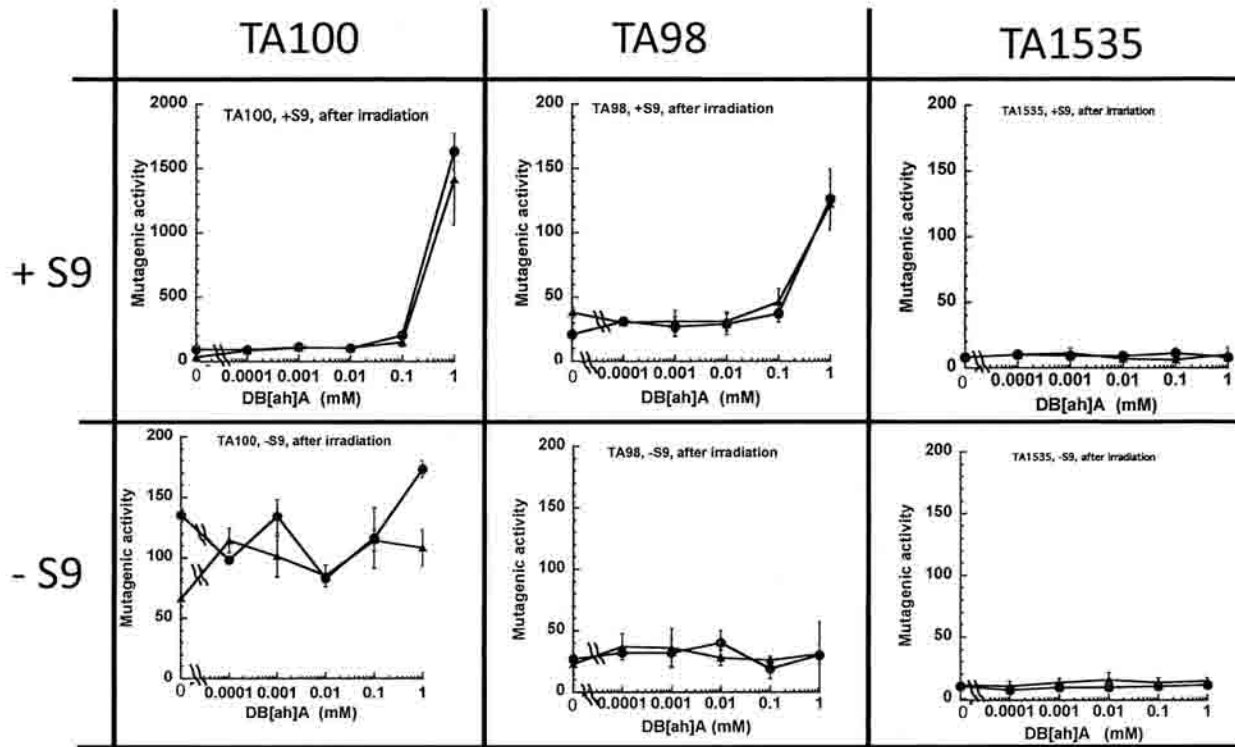 TA100 TA98 TA1535
+ S9
TA100, +S9, after irradiation
2000
1500
1000
500
0
Mutagenic activity
0 0.0001 0.001 0.01 0.1 1
DB[ah]A (mM)
TA98, +S9, after irradiation
200
150
100
50
0
Mutagenic activity
0 0.0001 0.001 0.01 0.1 1
DB[ah]A (mM)
TA1535, +S9, after irradiation
200
150
100
50
0
Mutagenic activity
0 0.0001 0.001 0.01 0.1 1
DB[ah]A (mM)
- S9
TA100, -S9, after irradiation
200
150
100
50
0
Mutagenic activity
0 0.0001 0.001 0.01 0.1 1
DB[ah]A (mM)
TA98, -S9, after irradiation
200
150
100
50
0
Mutagenic activity
0 0.0001 0.001 0.01 0.1 1
DB[ah]A (mM)
TA1535, -S9, after irradiation
200
150
100
50
0
Mutagenic activity
0 0.0001 0.001 0.01 0.1 1
DB[ah]A (mM)